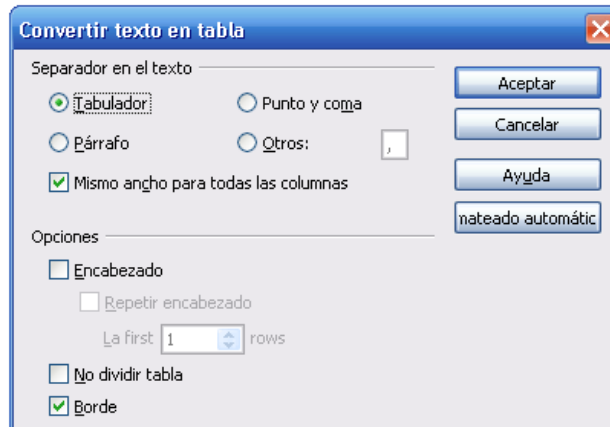 Convertir texto en tabla
Separador en el texto
Tabulador
Punto y coma
Párrafo
Otros:
,
Mismo ancho para todas las columnas
Aceptar
Cancelar
Ayuda
mateado automátic
Opciones
Encabezado
Repetir encabezado
La first 1 rows
No dividir tabla
Borde